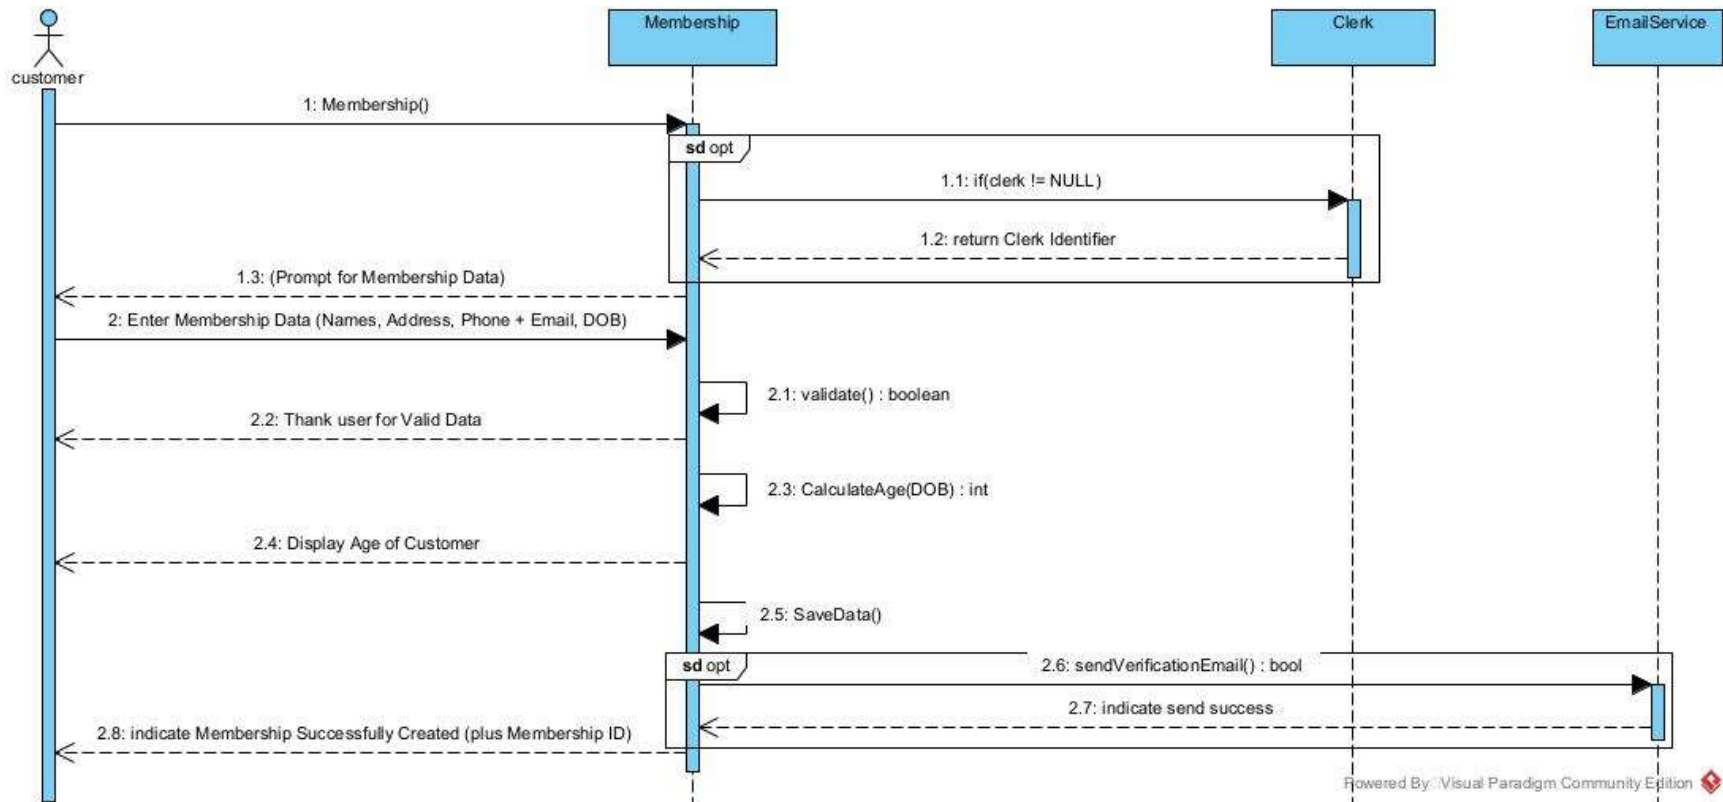 Membership
Clerk
EmailService
customer
1: Membership()
sd opt
1.1: if(clerk != NULL)
1.2: return Clerk Identifier
1.3: (Prompt for Membership Data)
2: Enter Membership Data (Names, Address, Phone + Email, DOB)
2.1: validate() : boolean
2.2: Thank user for Valid Data
2.3: CalculateAge(DOB) : int
2.4: Display Age of Customer
2.5: SaveData()
sd opt
2.6: sendVerificationEmail() : bool
2.7: indicate send success
2.8: indicate Membership Successfully Created (plus Membership ID)
Powered By Visual Paradigm Community Edition